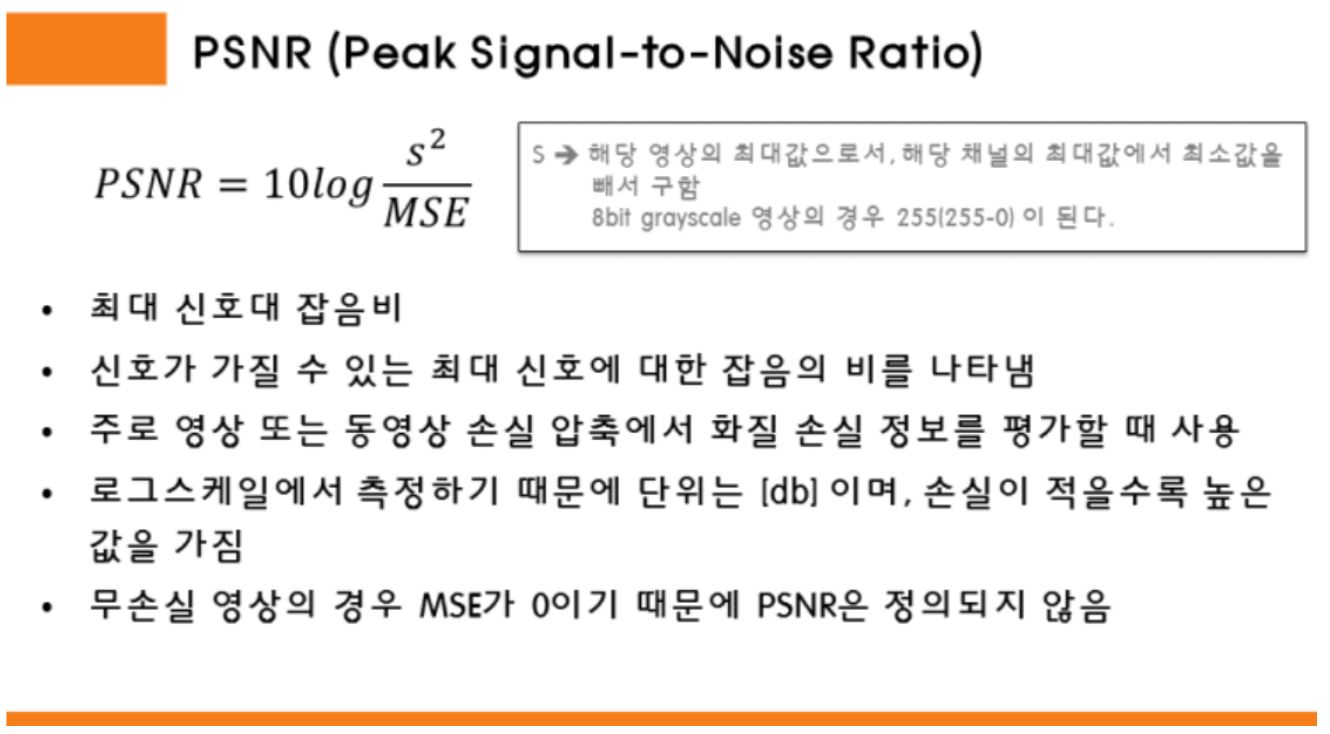 PSNR (Peak Signal-to-Noise Ratio)
PSNR = 10log s²/MSE
S → 해당 영상의 최대값으로서, 해당 채널의 최대값에서 최소값을
빼서 구함
8bit grayscale 영상의 경우 255(255-0) 이 된다.
• 최대 신호대 잡음비
• 신호가 가질 수 있는 최대 신호에 대한 잡음의 비를 나타냄
• 주로 영상 또는 동영상 손실 압축에서 화질 손실 정보를 평가할 때 사용
• 로그스케일에서 측정하기 때문에 단위는 [db] 이며, 손실이 적을수록 높은
값을 가짐
• 무손실 영상의 경우 MSE가 0이기 때문에 PSNR은 정의되지 않음